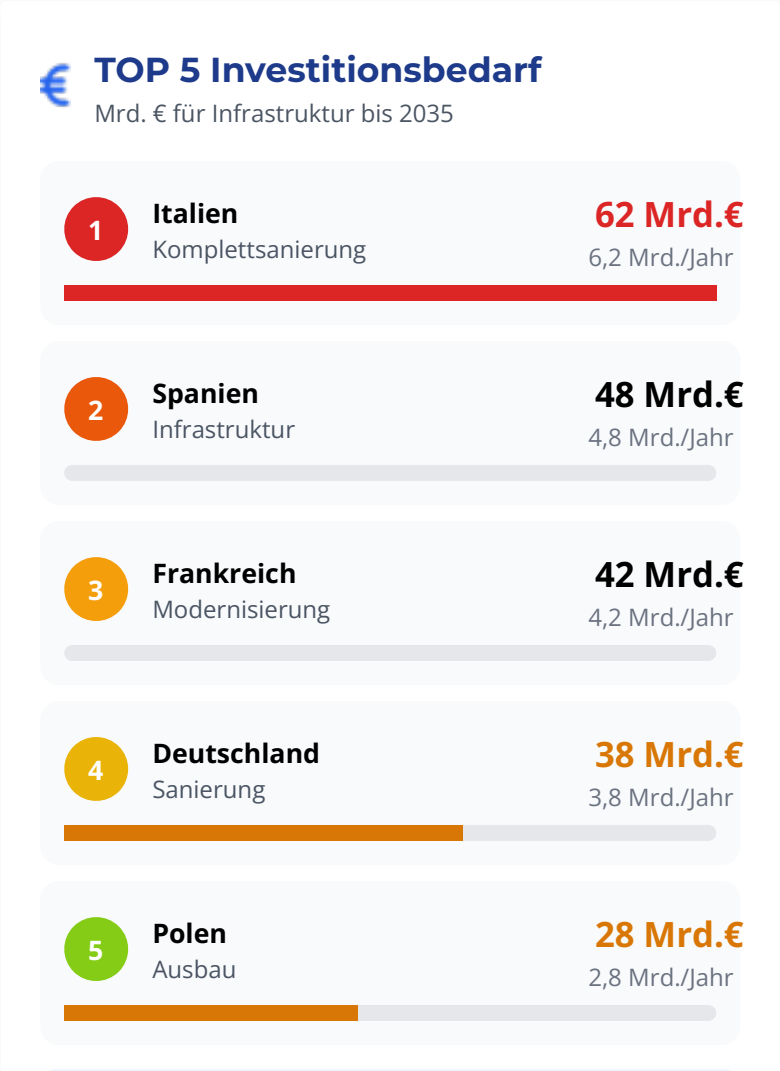 €
TOP 5 Investitionsbedarf
Mrd. € für Infrastruktur bis 2035
1
Italien
Komplettsanierung
62 Mrd.€
6,2 Mrd./Jahr
2
Spanien
Infrastruktur
48 Mrd.€
4,8 Mrd./Jahr
3
Frankreich
Modernisierung
42 Mrd.€
4,2 Mrd./Jahr
4
Deutschland
Sanierung
38 Mrd.€
3,8 Mrd./Jahr
5
Polen
Ausbau
28 Mrd.€
2,8 Mrd./Jahr